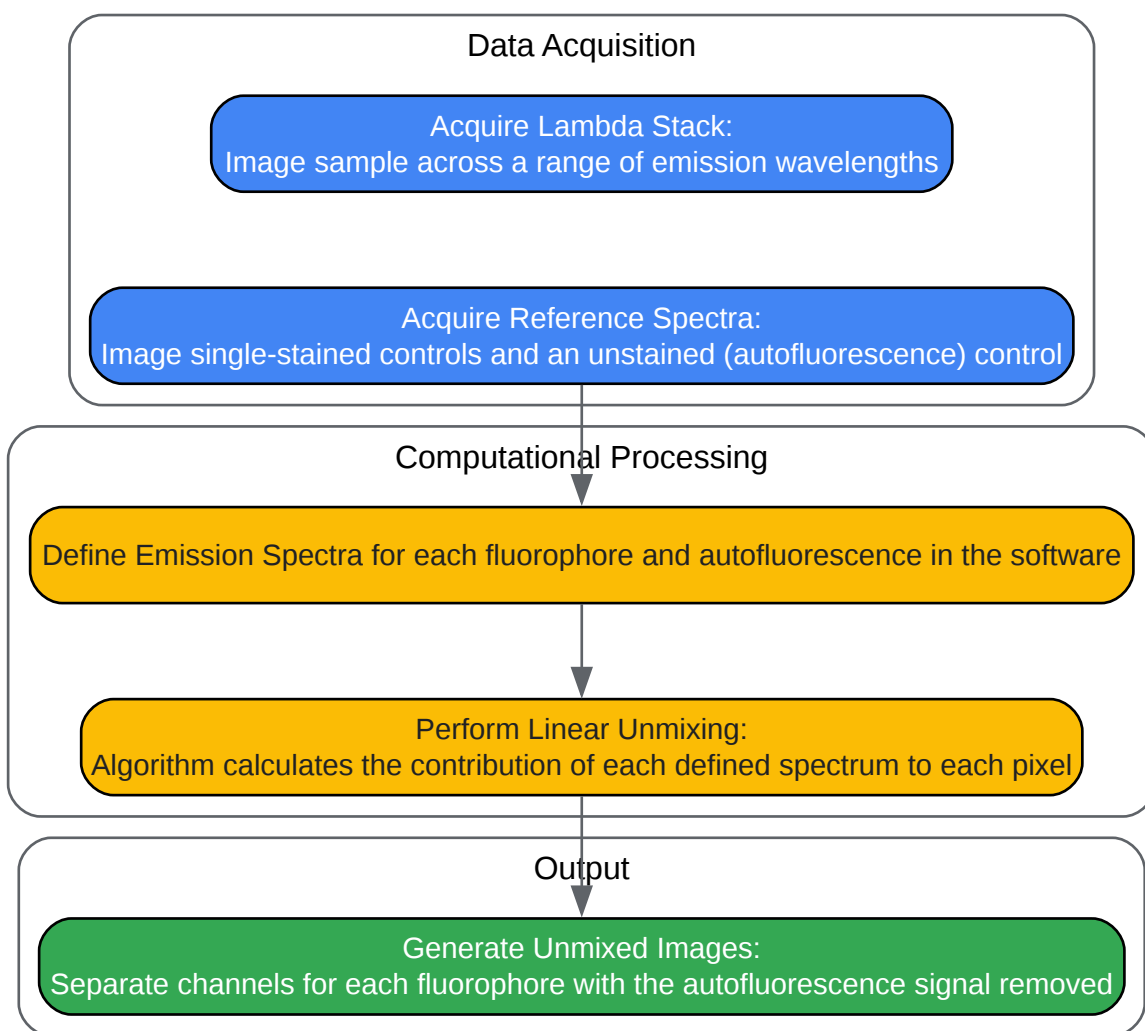 Data Acquisition
Acquire Lambda Stack:
Image sample across a range of emission wavelengths
Acquire Reference Spectra:
Image single-stained controls and an unstained (autofluorescence) control
Computational Processing
Define Emission Spectra for each fluorophore and autofluorescence in the software
Perform Linear Unmixing:
Algorithm calculates the contribution of each defined spectrum to each pixel
Output
Generate Unmixed Images:
Separate channels for each fluorophore with the autofluorescence signal removed